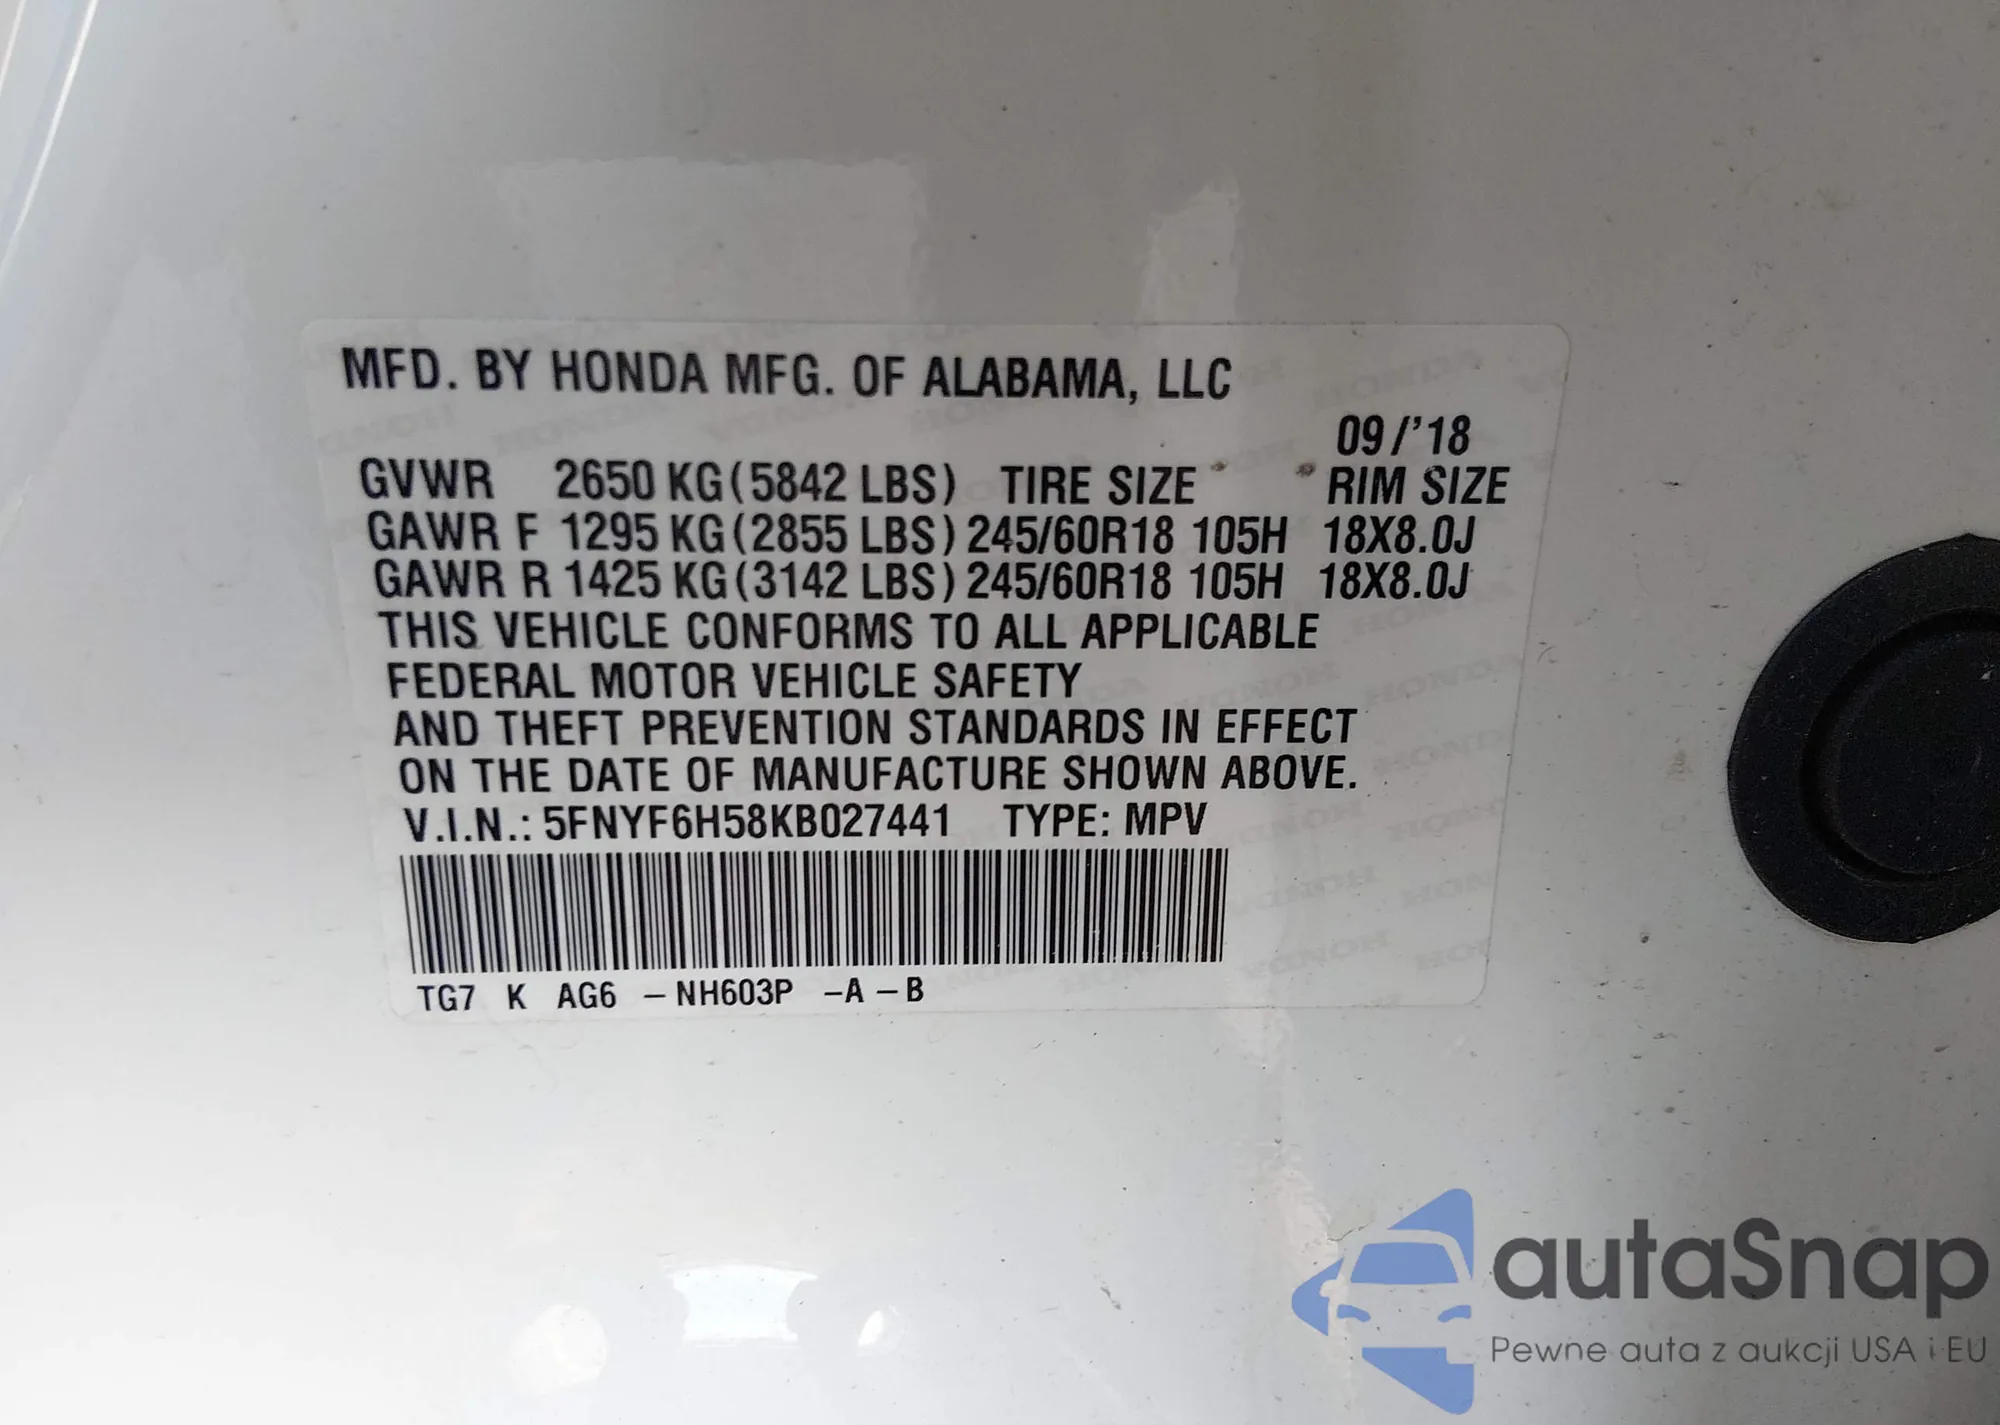 MFD. BY HONDA MFG. OF ALABAMA, LLC
09/'18
GVWR 2650 KG(5842 LBS) TIRE SIZE RIM SIZE
GAWR F 1295 KG(2855 LBS) 245/60R18 105H 18X8.0J
GAWR R 1425 KG(3142 LBS) 245/60R18 105H 18X8.0J
THIS VEHICLE CONFORMS TO ALL APPLICABLE
FEDERAL MOTOR VEHICLE SAFETY
AND THEFT PREVENTION STANDARDS IN EFFECT
ON THE DATE OF MANUFACTURE SHOWN ABOVE.
V.I.N.: 5FNYF6H58KB027441 TYPE: MPV
TG7 K AG6 -NH603P -A-B
autaSnap
Pewne auta z aukcji USA i EU